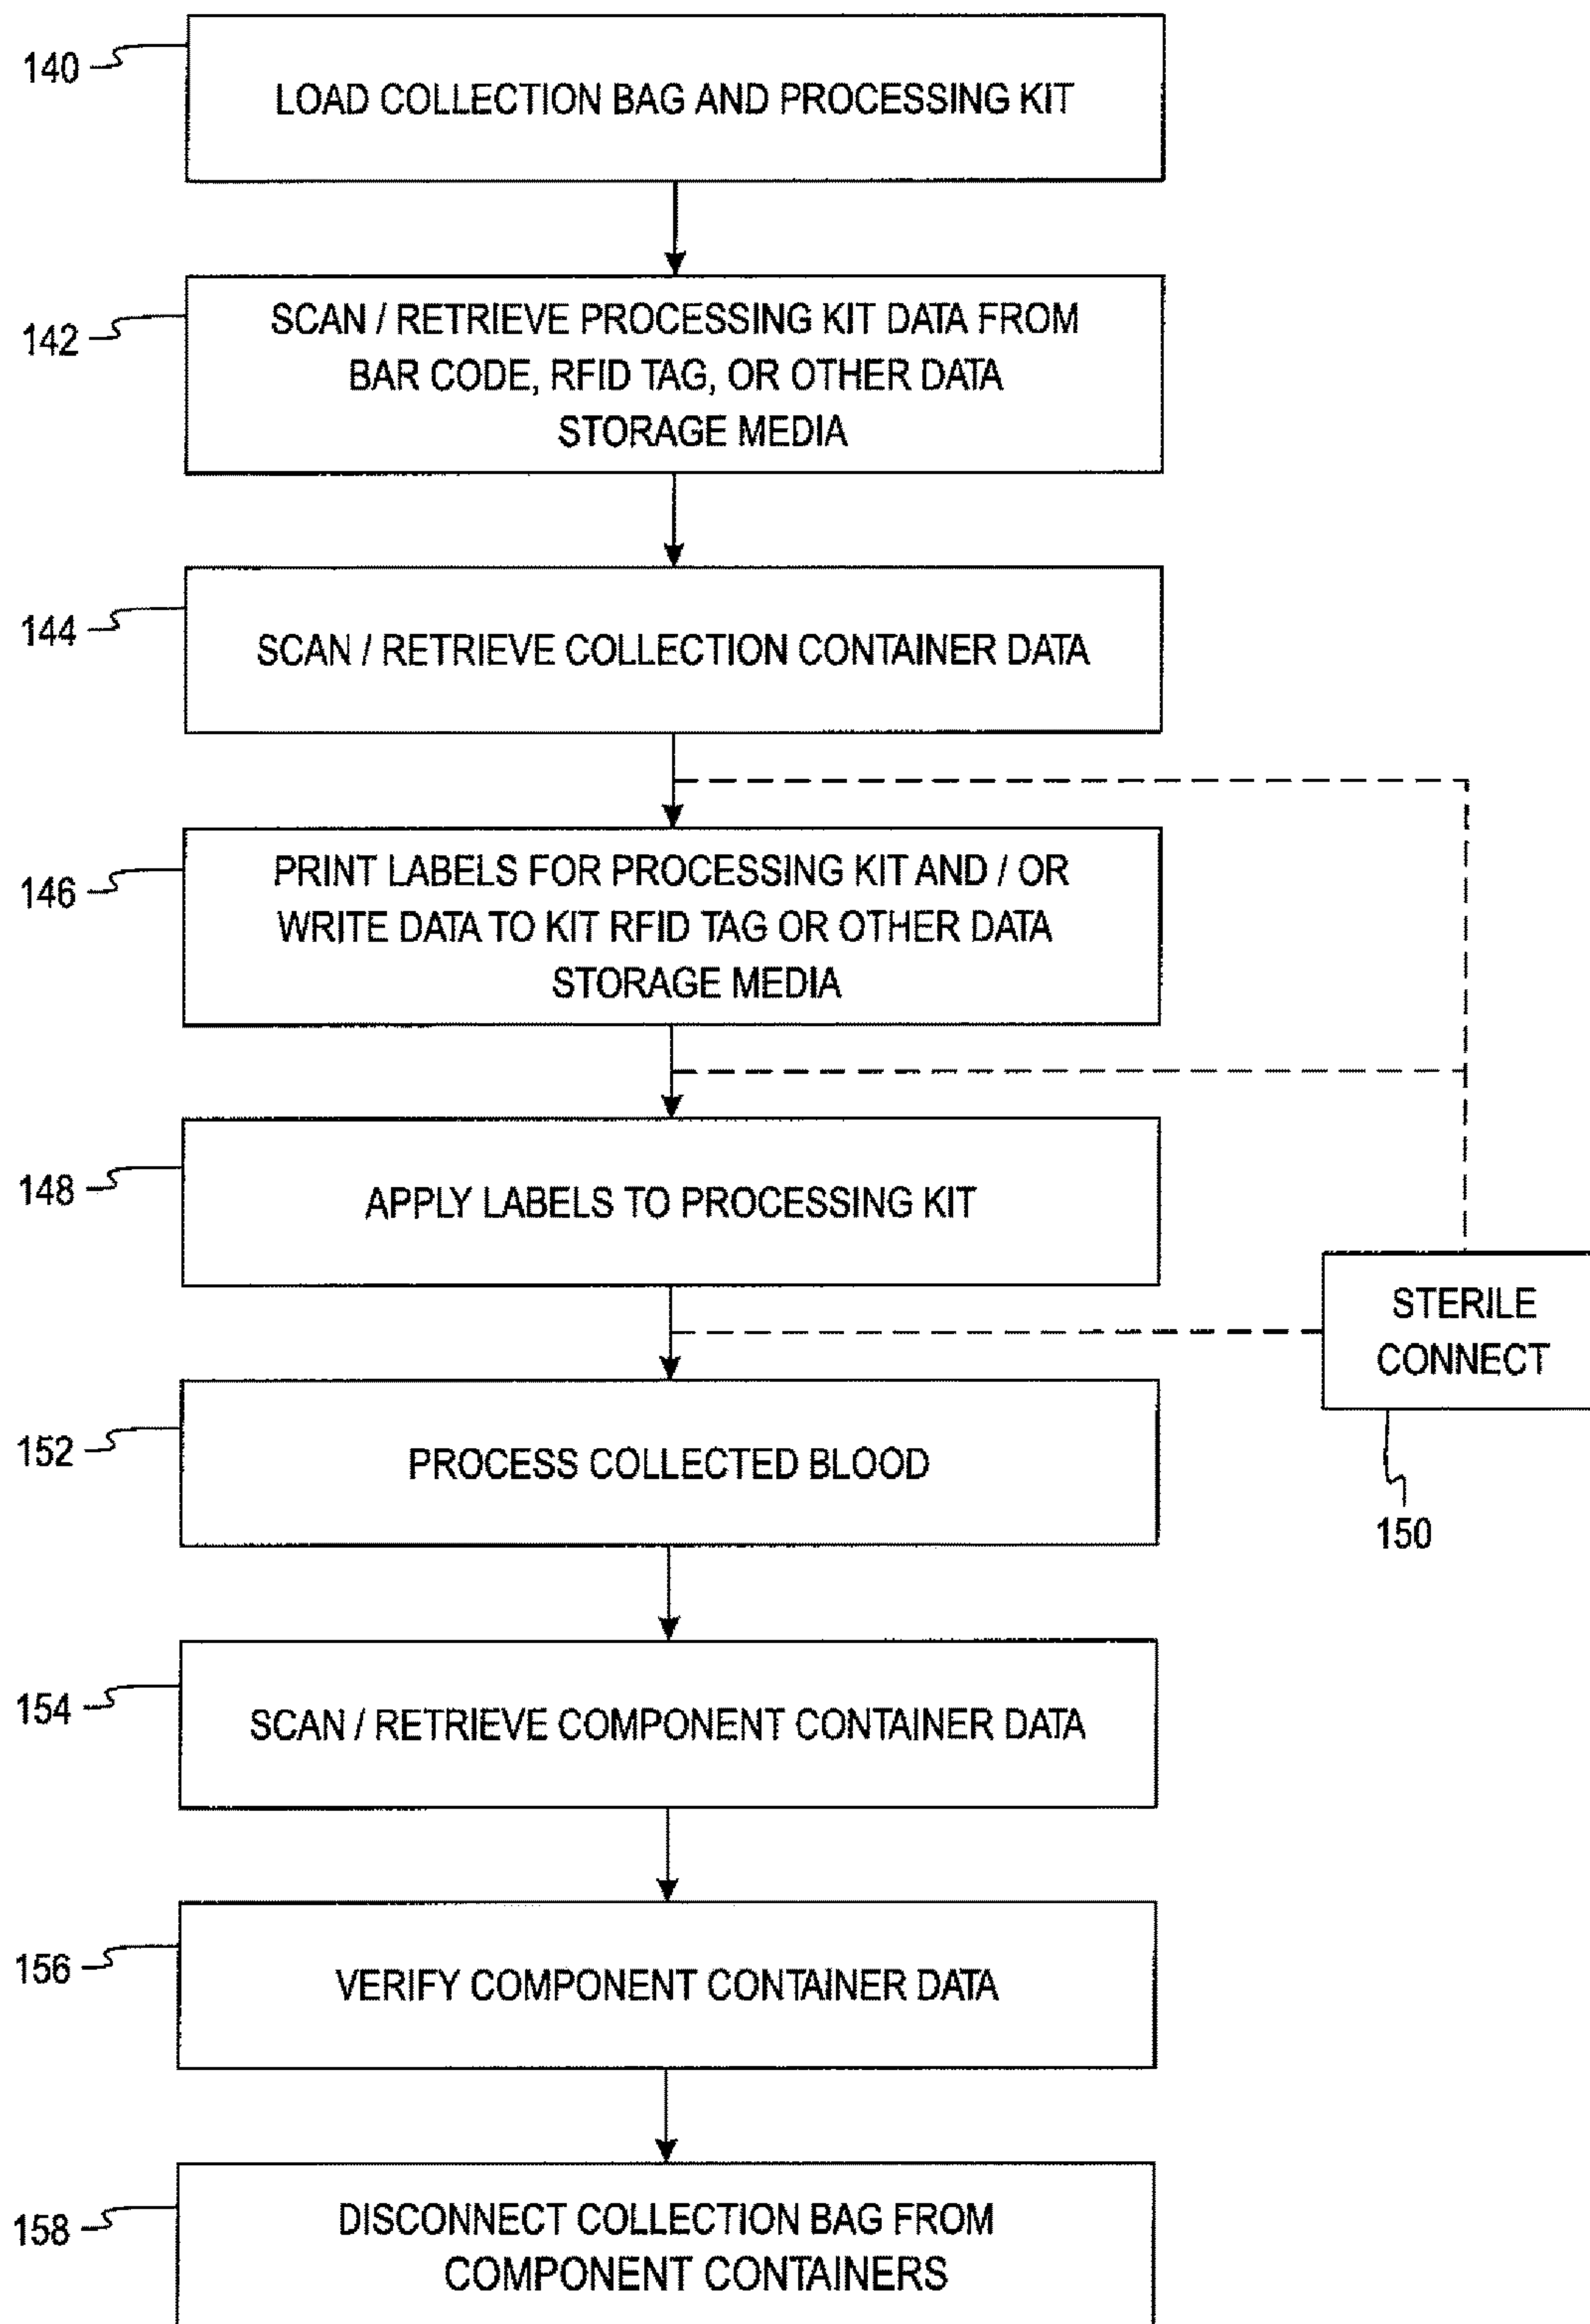 140
LOAD COLLECTION BAG AND PROCESSING KIT
142
SCAN / RETRIEVE PROCESSING KIT DATA FROM
BAR CODE, RFID TAG, OR OTHER DATA
STORAGE MEDIA
144
SCAN / RETRIEVE COLLECTION CONTAINER DATA
146
PRINT LABELS FOR PROCESSING KIT AND / OR
WRITE DATA TO KIT RFID TAG OR OTHER DATA
STORAGE MEDIA
148
APPLY LABELS TO PROCESSING KIT
STERILE
CONNECT
150
152
PROCESS COLLECTED BLOOD
154
SCAN / RETRIEVE COMPONENT CONTAINER DATA
156
VERIFY COMPONENT CONTAINER DATA
158
DISCONNECT COLLECTION BAG FROM
COMPONENT CONTAINERS